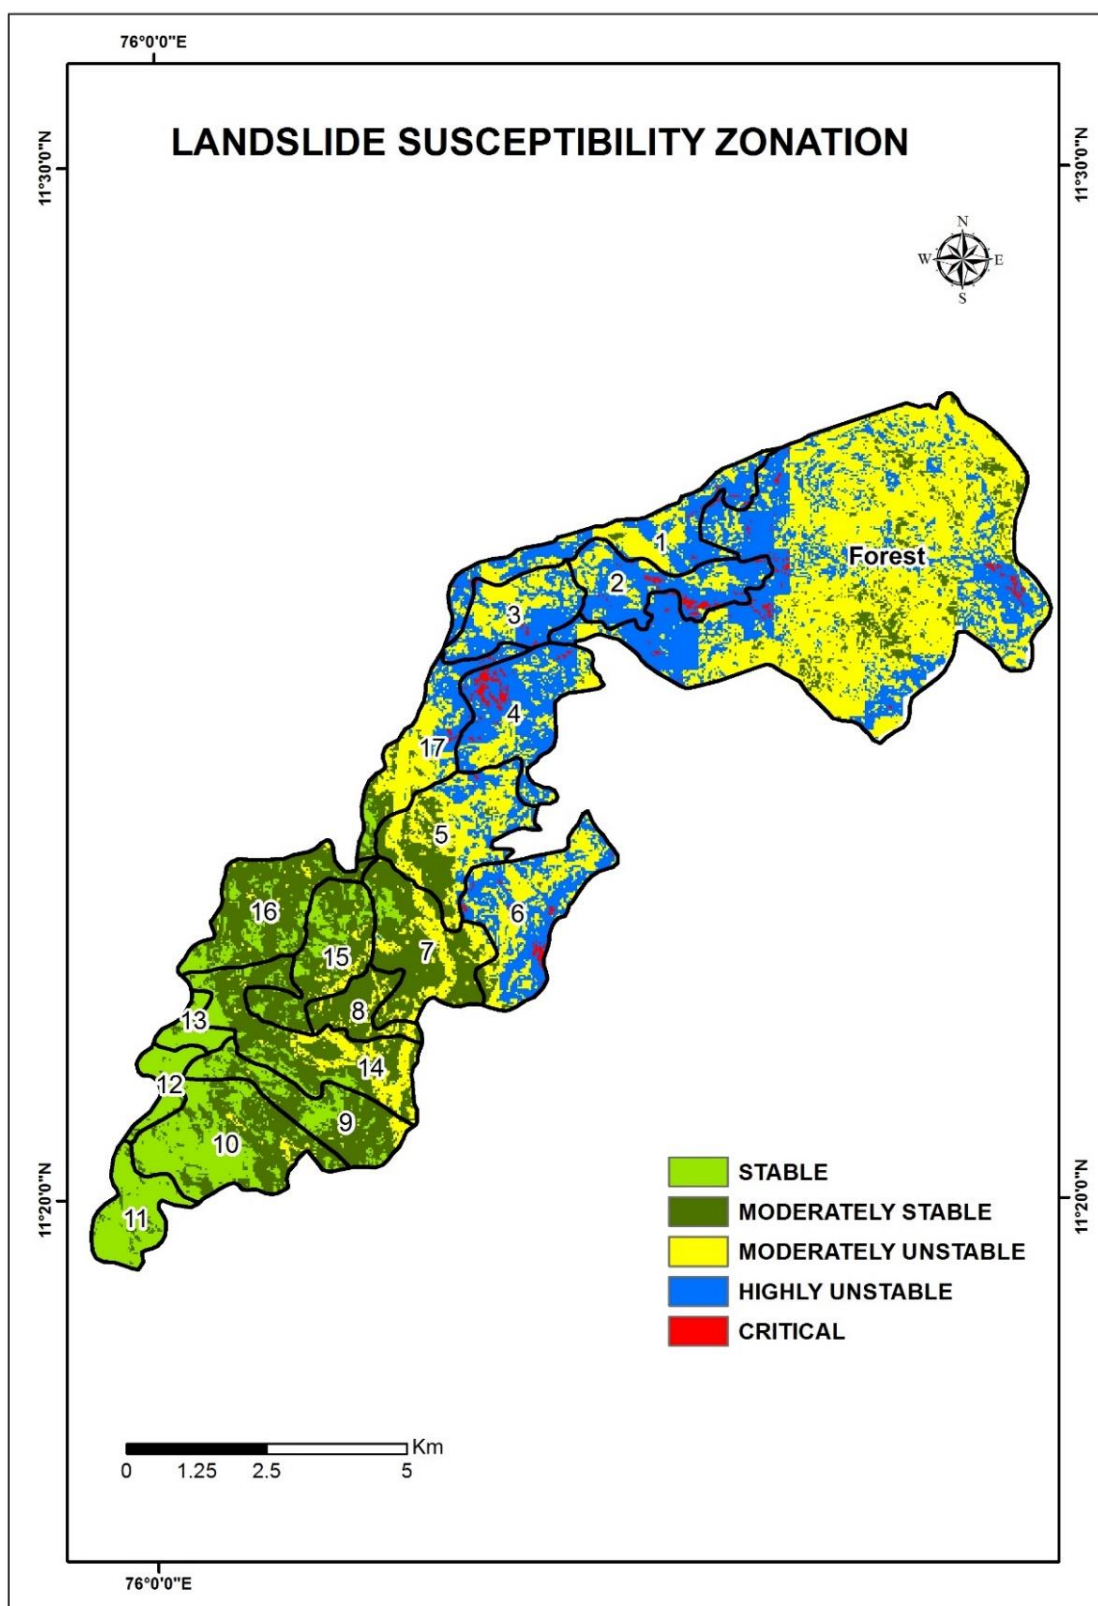 76°0'0"E
11°30'0"N
11°30'0"N
LANDSLIDE SUSCEPTIBILITY ZONATION
N
W E
S
Forest
1
2
3
4
17
5
6
16
7
15
8
13
14
12
9
10
11
11°20'0"N
11°20'0"N
STABLE
MODERATELY STABLE
MODERATELY UNSTABLE
HIGHLY UNSTABLE
CRITICAL
Km
0 1.25 2.5 5
76°0'0"E